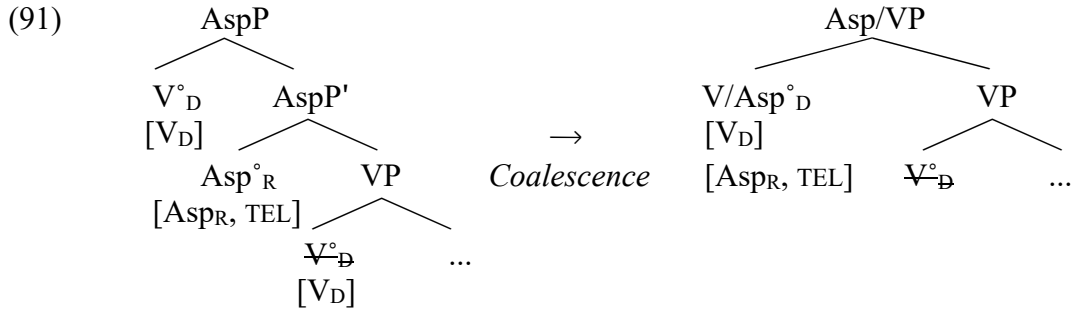 (91) AspP Asp/VP
V°D AspP' V/Asp°D VP
[VD] → [VD]
Asp°R VP Coalescence [AspR, TEL] V°D ...
[AspR, TEL]
V°D ...
[VD]